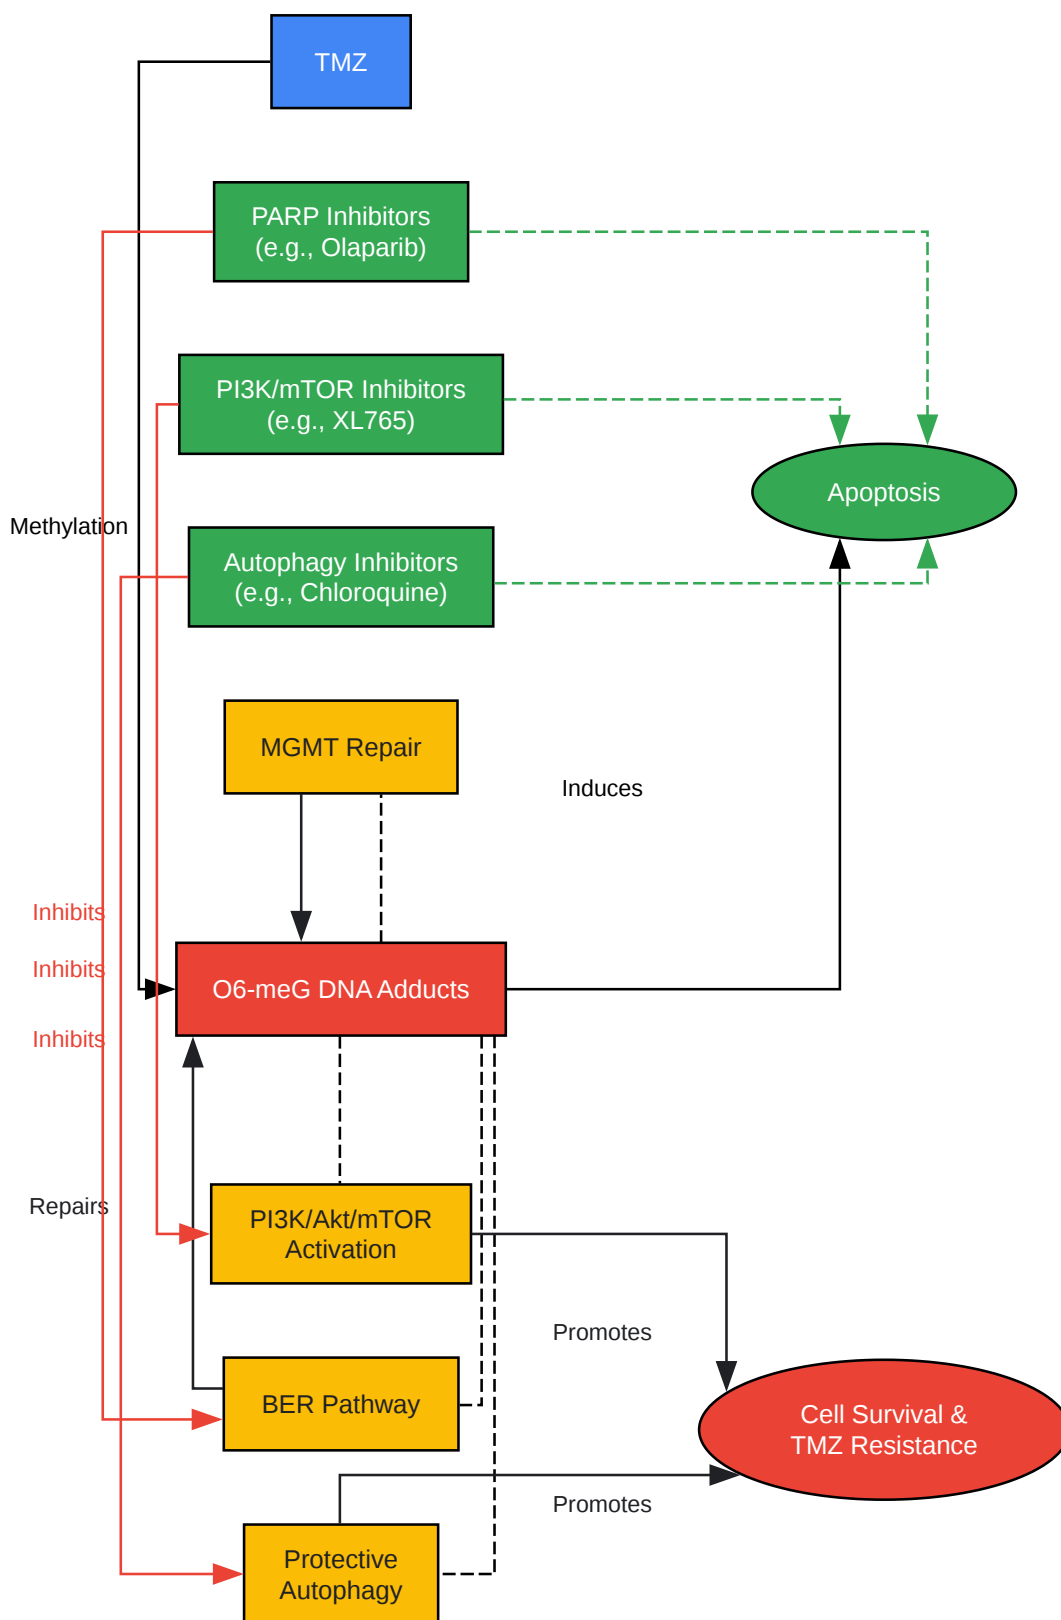 TMZ
PARP Inhibitors
(e.g., Olaparib)
PI3K/mTOR Inhibitors
(e.g., XL765)
Apoptosis
Methylation
Autophagy Inhibitors
(e.g., Chloroquine)
MGMT Repair
Induces
Inhibits
Inhibits
O6-meG DNA Adducts
Inhibits
Repairs
PI3K/Akt/mTOR
Activation
Promotes
BER Pathway
Cell Survival &
TMZ Resistance
Promotes
Protective
Autophagy